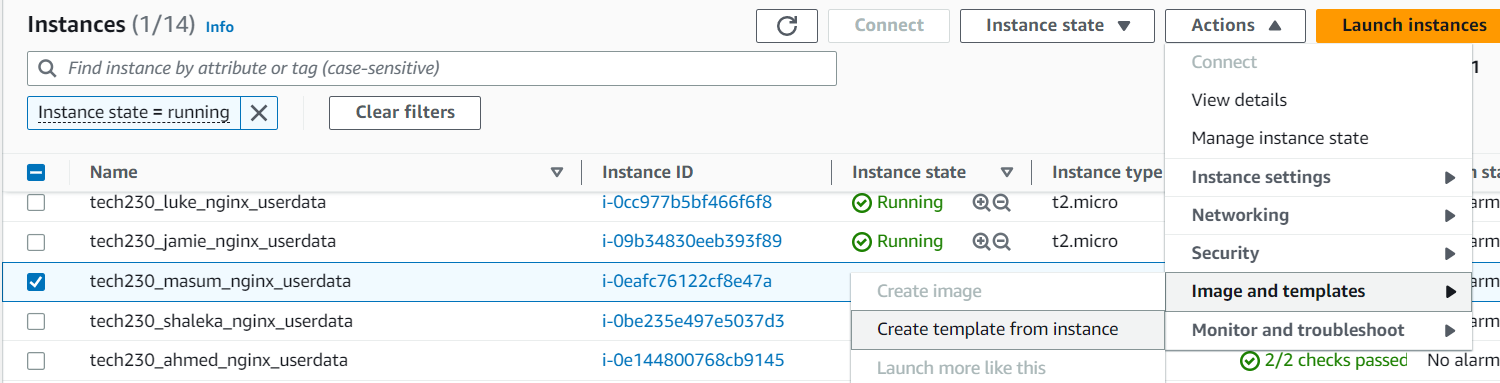 Instances (1/14) Info Connect Instance state Actions Launch instances
Find instance by attribute or tag (case-sensitive) Connect 1
Instance state = running Clear filters View details
Manage instance state
Name Instance ID Instance state Instance type Instance settings
tech230_luke_nginx_userdata i-0cc977b5bf466f6f8 Running t2.micro Networking
tech230_jamie_nginx_userdata i-09b34830eeb393f89 Running t2.micro Security
tech230_masum_nginx_userdata i-0eafc76122cf8e47a Create image Image and templates
tech230_shaleka_nginx_userdata i-0be235e497e5037d3 Create template from instance Monitor and troubleshoot
tech230_ahmed_nginx_userdata i-0e144800768cb9145 Launch more like this 2/2 checks passed No alarm